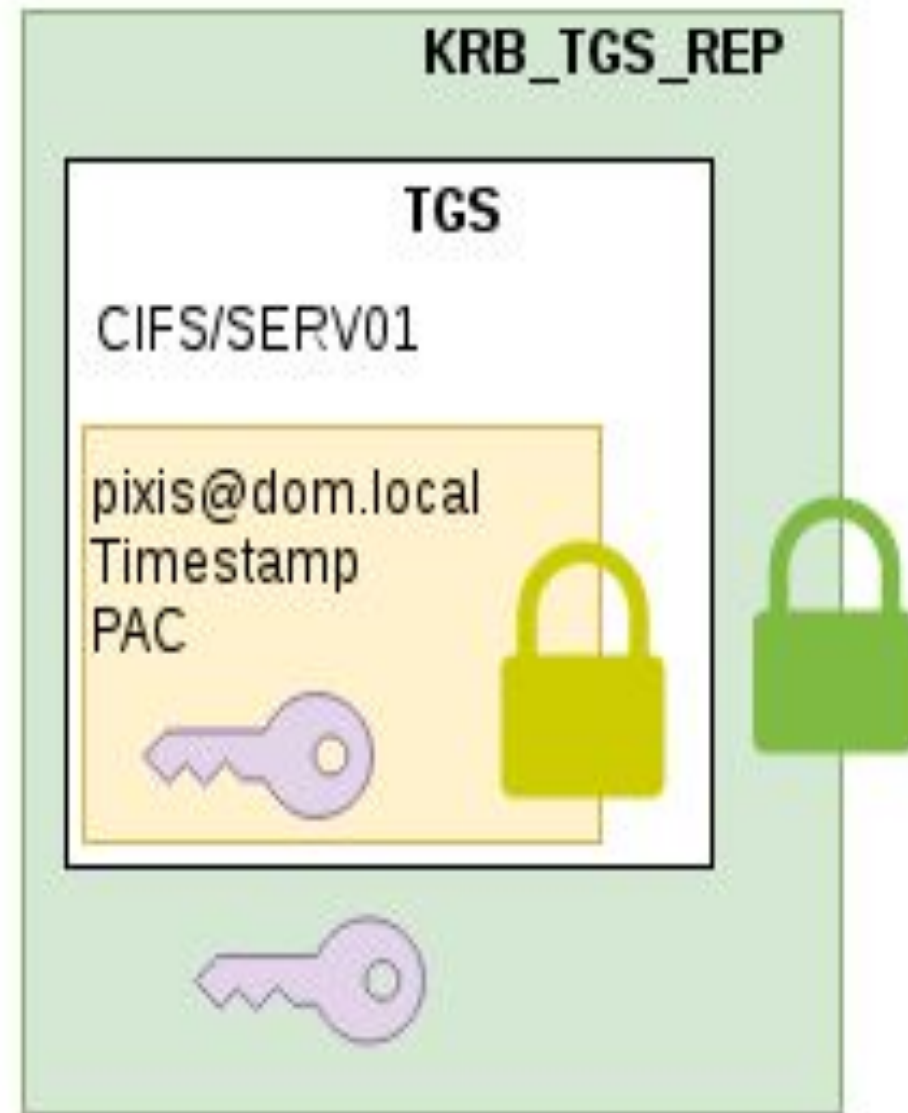 KRB_TGS_REP
TGS
CIFS/SERV01
pixis@dom.local
Timestamp
PAC